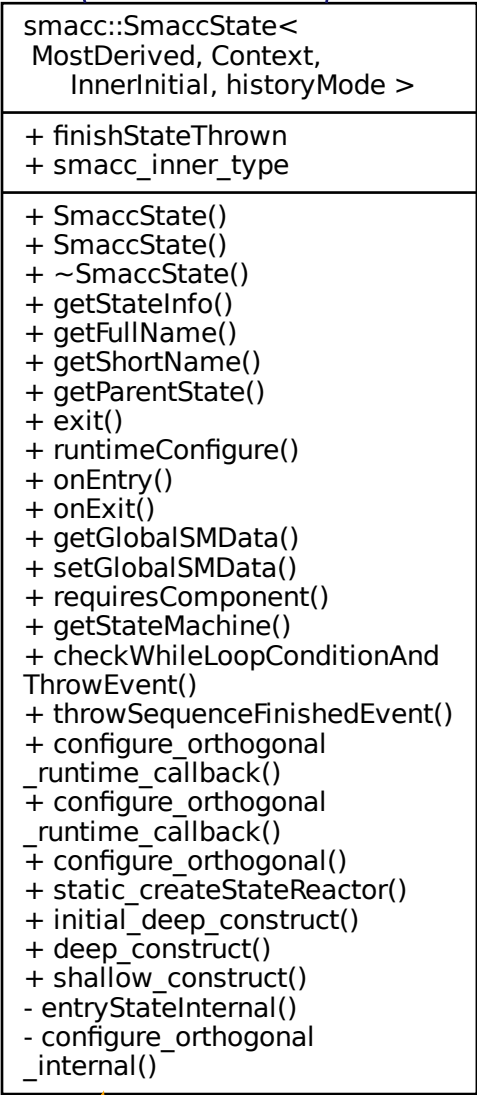 smacc::SmaccState<
MostDerived, Context,
InnerInitial, historyMode >
+ finishStateThrown
+ smacc_inner_type
+ SmaccState()
+ SmaccState()
+ ~SmaccState()
+ getStateInfo()
+ getFullName()
+ getShortName()
+ getParentState()
+ exit()
+ runtimeConfigure()
+ onEntry()
+ onExit()
+ getGlobalSMData()
+ setGlobalSMData()
+ requiresComponent()
+ getStateMachine()
+ checkWhileLoopConditionAnd
ThrowEvent()
+ throwSequenceFinishedEvent()
+ configure_orthogonal
_runtime_callback()
+ configure_orthogonal
_runtime_callback()
+ configure_orthogonal()
+ static_createStateReactor()
+ initial_deep_construct()
+ deep_construct()
+ shallow_construct()
- entryStateInternal()
- configure_orthogonal
_internal()